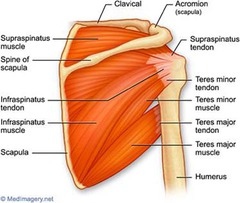 Clavical
Acromion
(scapula)
Supraspinatus
muscle
Spine of
scapula
Infraspinatus
tendon
Infraspinatus
muscle
Scapula
Supraspinatus
tendon
Teres minor
tendon
Teres minor
muscle
Teres major
tendon
Teres major
muscle
Humerus
© MedImagery.net